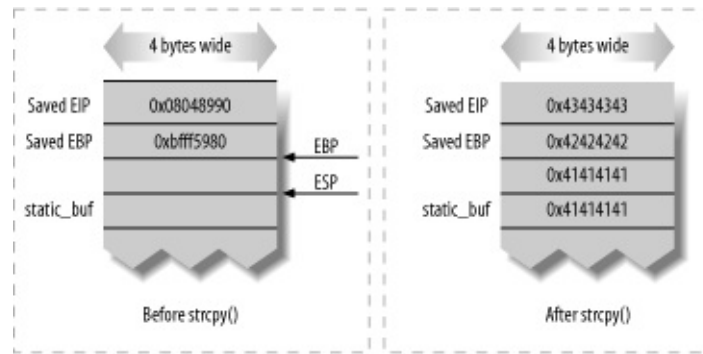 4 bytes wide
Saved EIP 0x08048990
Saved EBP 0xbfff5980
EBP
ESP
static_buf
Before strcpy()
4 bytes wide
Saved EIP 0x43434343
Saved EBP 0x42424242
0x41414141
static_buf 0x41414141
After strcpy()